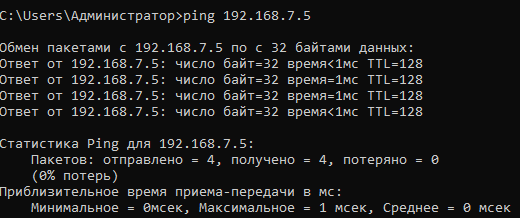 C:\Users\Администратор>ping 192.168.7.5
Обмен пакетами с 192.168.7.5 по с 32 байтами данных:
Ответ от 192.168.7.5: число байт=32 время<1мс TTL=128
Ответ от 192.168.7.5: число байт=32 время=1мс TTL=128
Ответ от 192.168.7.5: число байт=32 время=1мс TTL=128
Ответ от 192.168.7.5: число байт=32 время<1мс TTL=128
Статистика Ping для 192.168.7.5:
Пакетов: отправлено = 4, получено = 4, потеряно = 0
(0% потерь)
Приблизительное время приема-передачи в мс:
Минимальное = 0мсек, Максимальное = 1 мсек, Среднее = 0 мсек